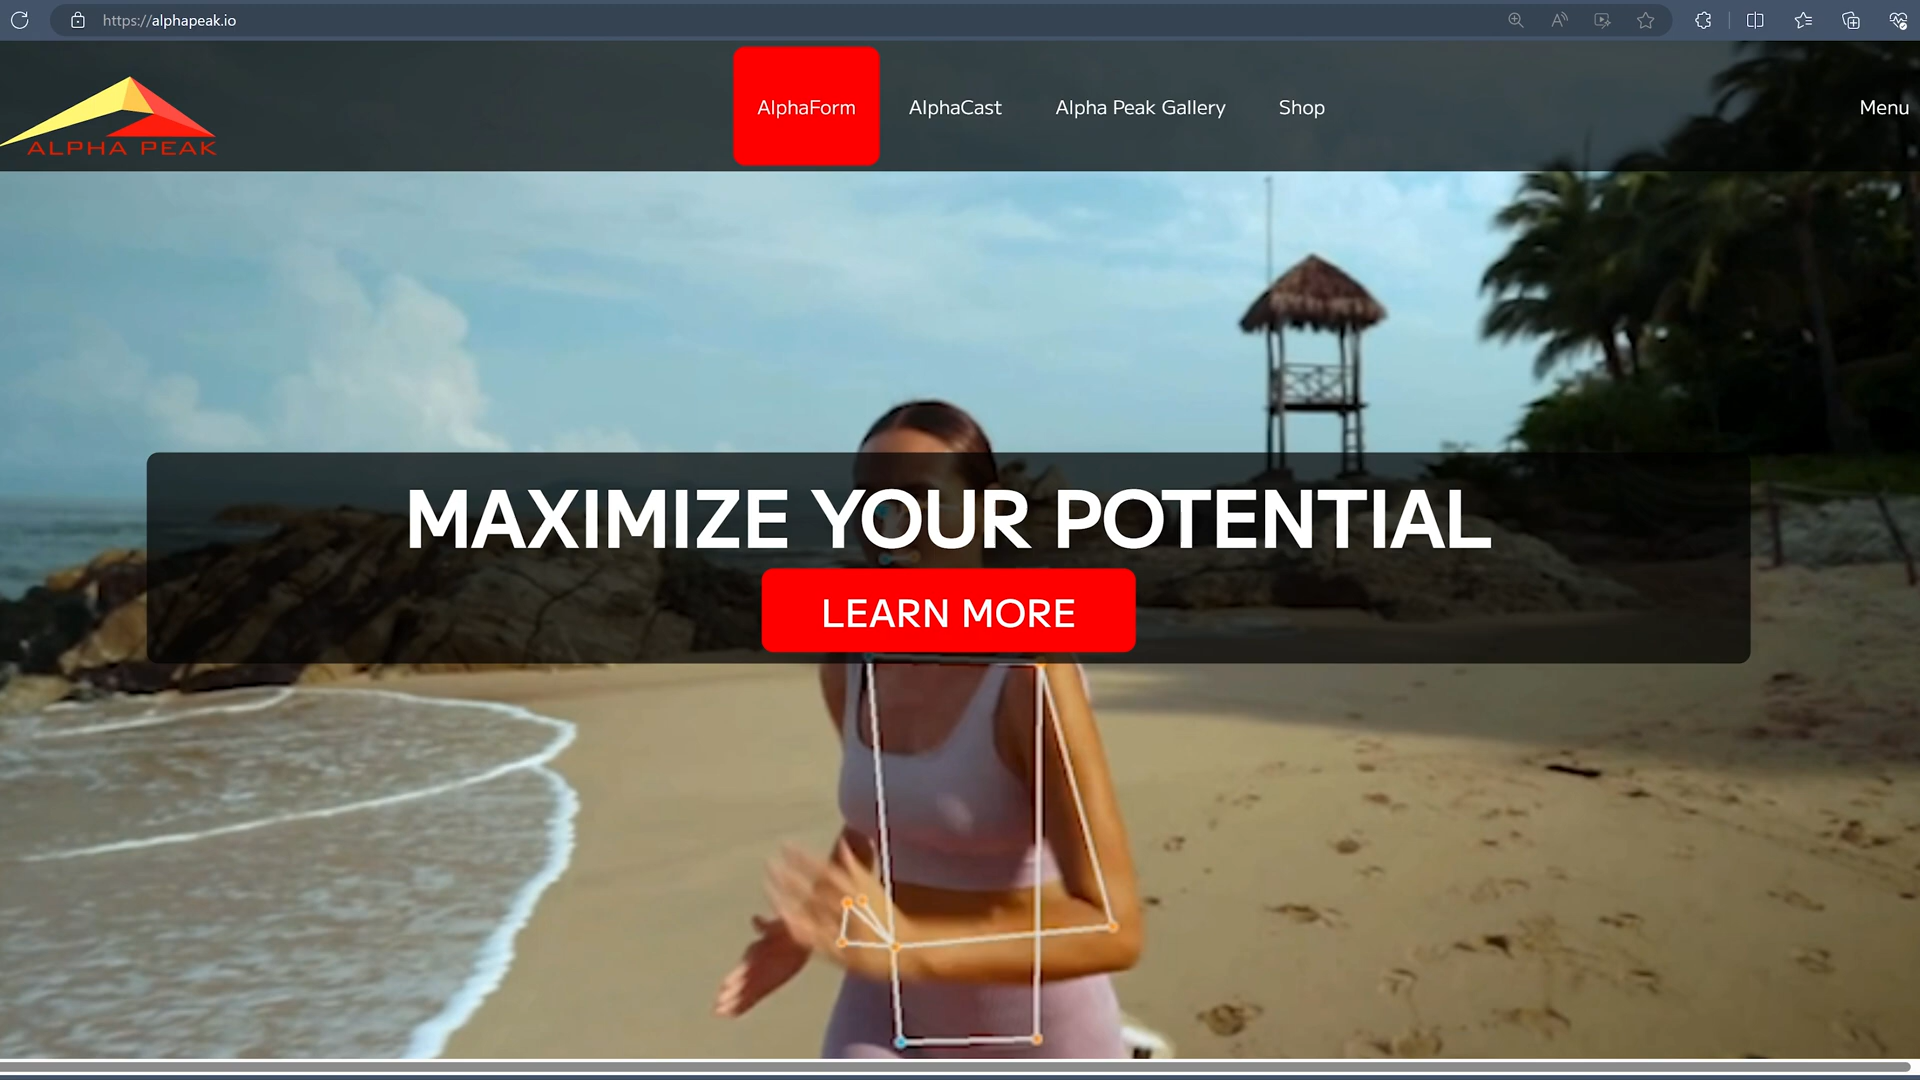 https://alphapeak.io
ALPHA PEAK
AlphaForm
AlphaCast
Alpha Peak Gallery
Shop
Menu
MAXIMIZE YOUR POTENTIAL
LEARN MORE